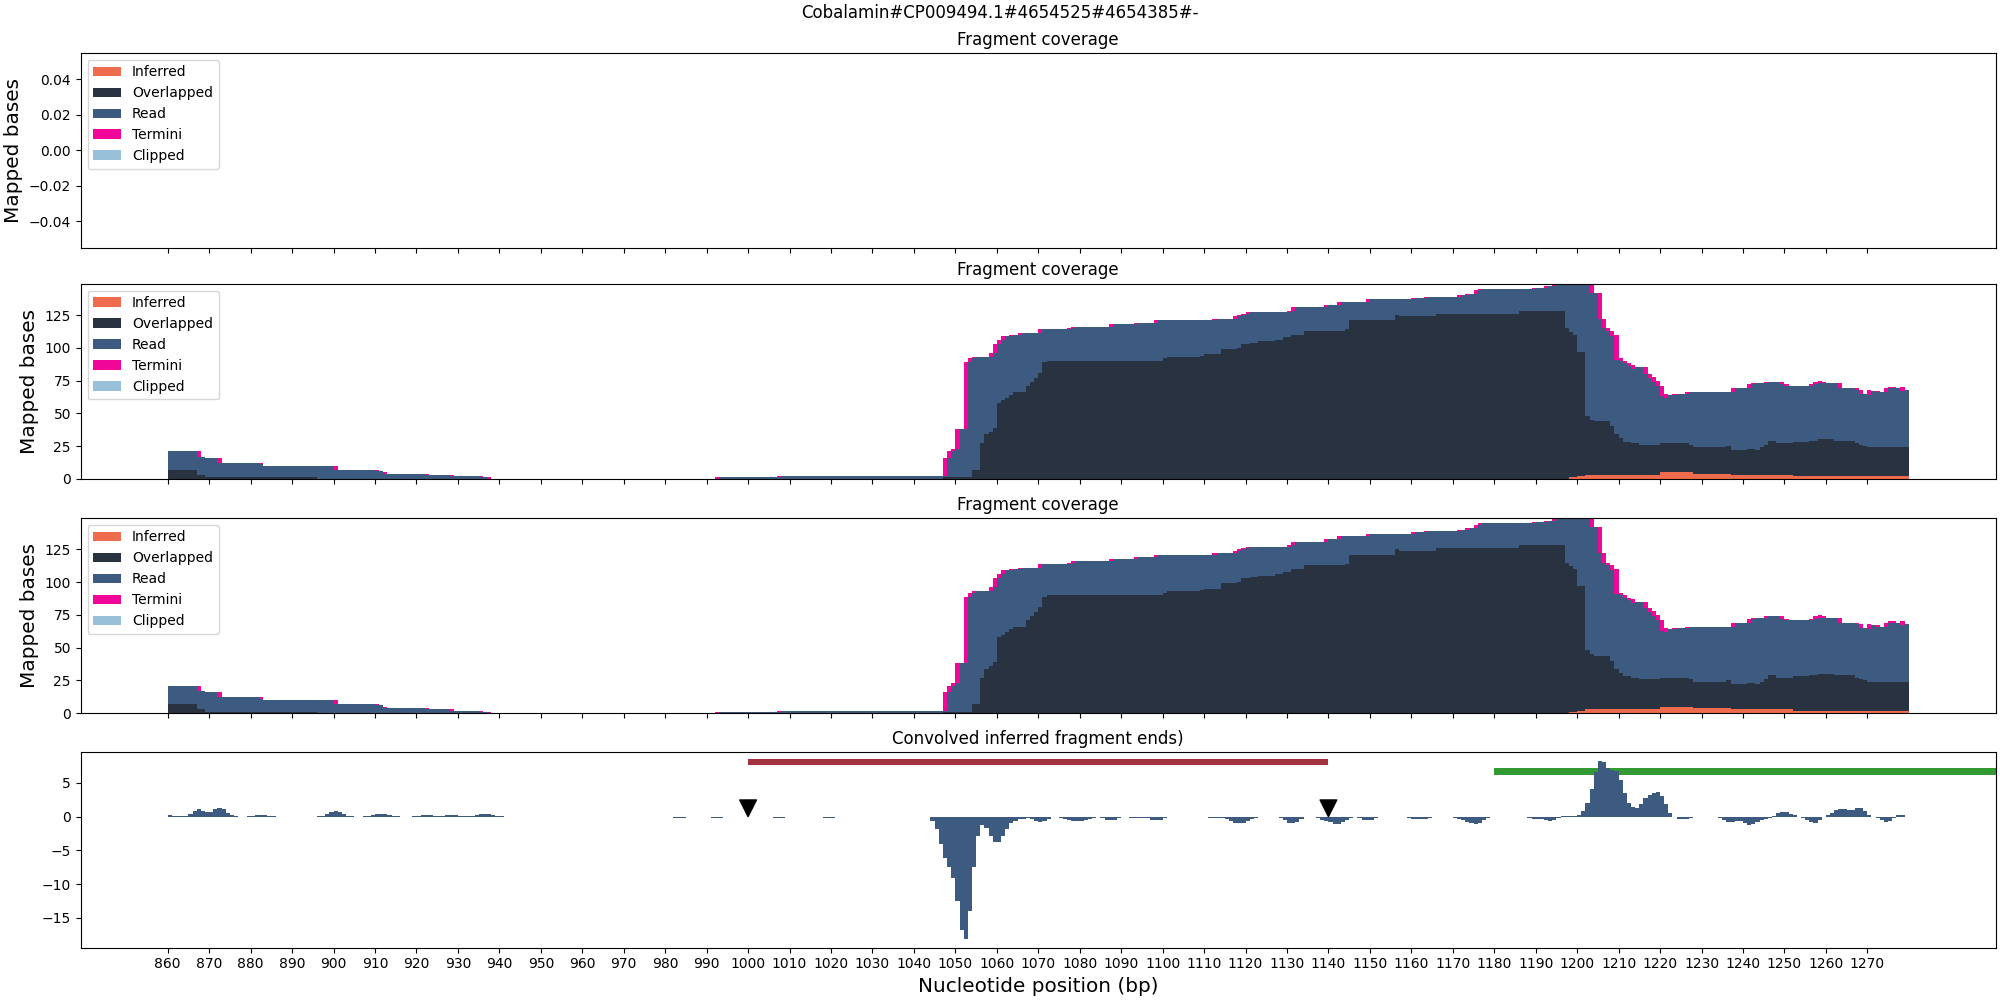 Cobalamin#CP009494.1#4654525#4654385#-
Fragment coverage
Mapped bases
0.04
0.02
0.00
−0.02
−0.04
Inferred
Overlapped
Read
Termini
Clipped
Fragment coverage
Mapped bases
125
100
75
50
25
0
Inferred
Overlapped
Read
Termini
Clipped
Fragment coverage
Mapped bases
125
100
75
50
25
0
Inferred
Overlapped
Read
Termini
Clipped
Convolved inferred fragment ends)
5
0
−5
−10
−15
860 870 880 890 900 910 920 930 940 950 960 970 980 990 1000 1010 1020 1030 1040 1050 1060 1070 1080 1090 1100 1110 1120 1130 1140 1150 1160 1170 1180 1190 1200 1210 1220 1230 1240 1250 1260 1270
Nucleotide position (bp)